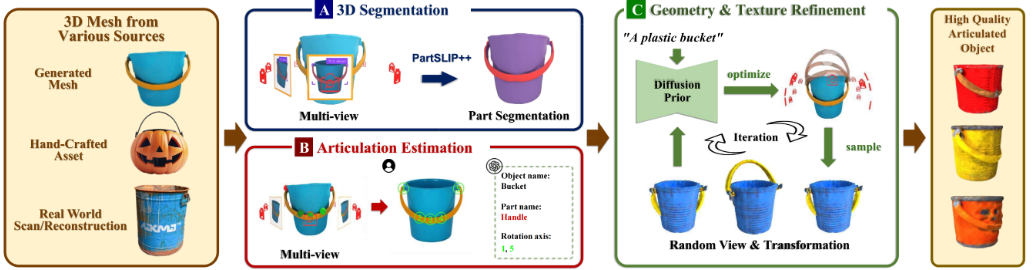 3D Mesh from
Various Sources
Generated
Mesh
Hand-Crafted
Asset
Real World
Scan/Reconstruction
A 3D Segmentation
PartSLIP++
Multi-view
Part Segmentation
B Articulation Estimation
Multi-view
Object name:
Bucket
Part name:
Handle
Rotation axis:
1, 5
C Geometry & Texture Refinement
"A plastic bucket"
Diffusion
Prior
optimize
Iteration
sample
Random View & Transformation
High Quality
Articulated
Object